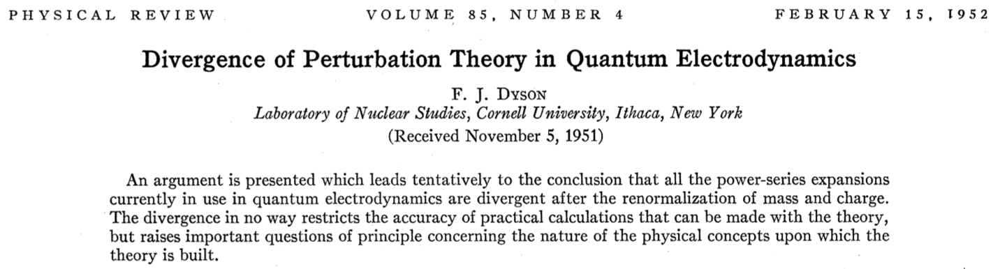 PHYSICAL REVIEW VOLUME 85, NUMBER 4 FEBRUARY 15, 1952
Divergence of Perturbation Theory in Quantum Electrodynamics
F. J. Dyson
Laboratory of Nuclear Studies, Cornell University, Ithaca, New York
(Received November 5, 1951)
An argument is presented which leads tentatively to the conclusion that all the power-series expansions
currently in use in quantum electrodynamics are divergent after the renormalization of mass and charge.
The divergence in no way restricts the accuracy of practical calculations that can be made with the theory,
but raises important questions of principle concerning the nature of the physical concepts upon which the
theory is built.